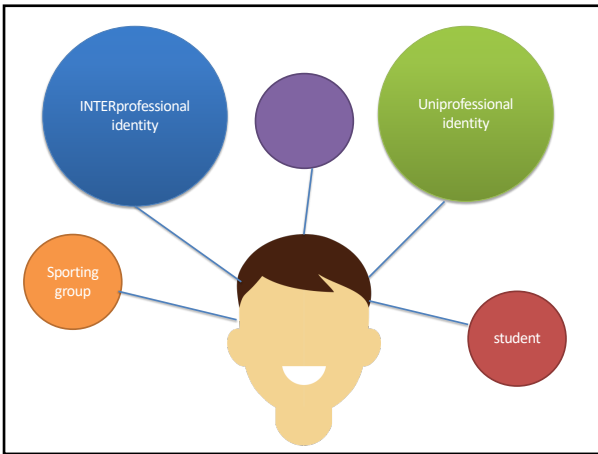 INTERprofessional
identity
Uniprofessional
identity
Sporting
group
student